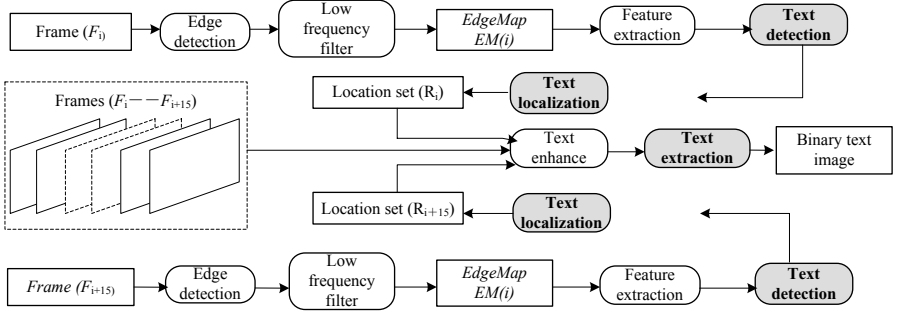 Frame (Fᵢ)
Edge
detection
Low
frequency
filter
EdgeMap
EM(i)
Feature
extraction
Text
detection
Frames (Fᵢ——Fᵢ₊₁₅)
Location set (Rᵢ)
Text
localization
Text
enhance
Text
extraction
Binary text
image
Location set (Rᵢ₊₁₅)
Text
localization
Frame (Fᵢ₊₁₅)
Edge
detection
Low
frequency
filter
EdgeMap
EM(i)
Feature
extraction
Text
detection